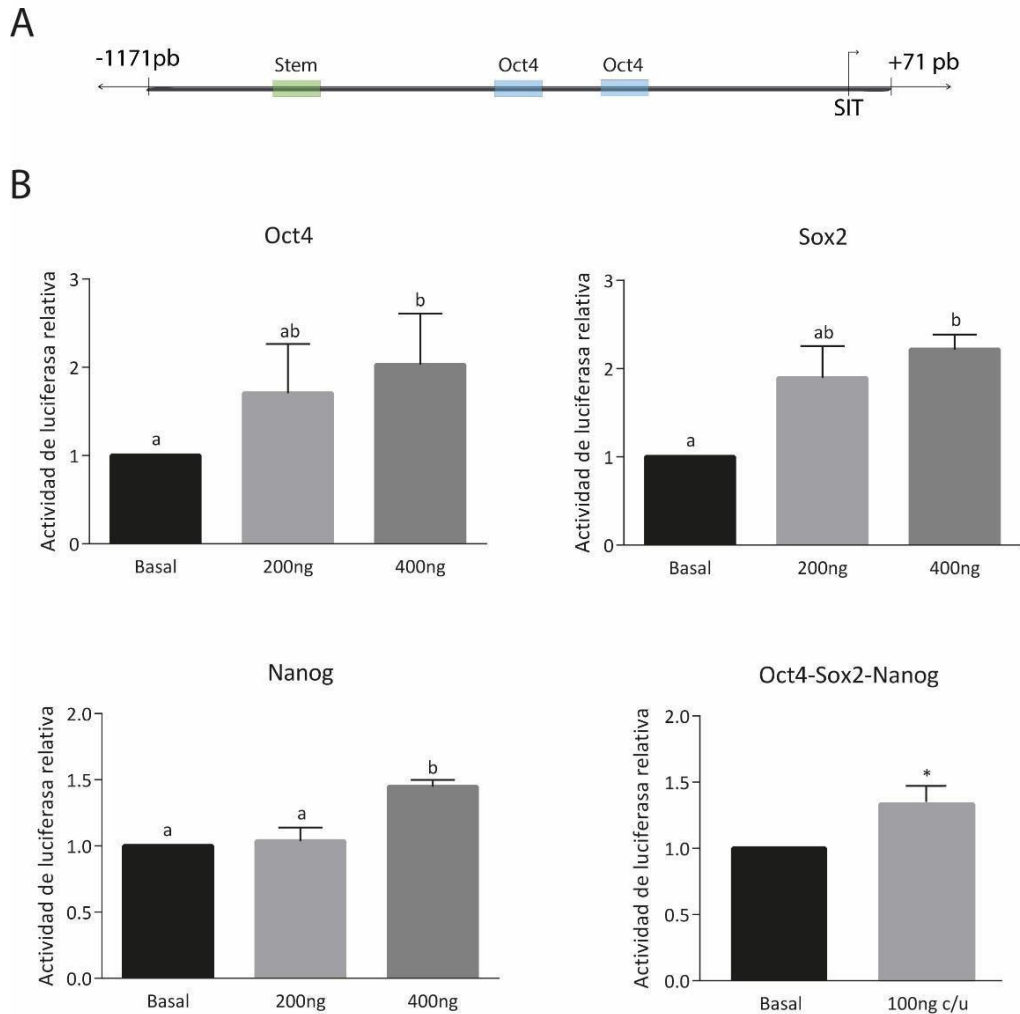 A
-1171pb
Stem
Oct4
Oct4
+71 pb
SIT
B
Oct4
Actividad de luciferasa relativa
3
2
1
0
a
ab
b
Basal
200ng
400ng
Sox2
Actividad de luciferasa relativa
3
2
1
0
a
ab
b
Basal
200ng
400ng
Nanog
Actividad de luciferasa relativa
2.0
1.5
1.0
0.5
0.0
a
a
b
Basal
200ng
400ng
Oct4-Sox2-Nanog
Actividad de luciferasa relativa
2.0
1.5
1.0
0.5
0.0
*
Basal
100ng c/u